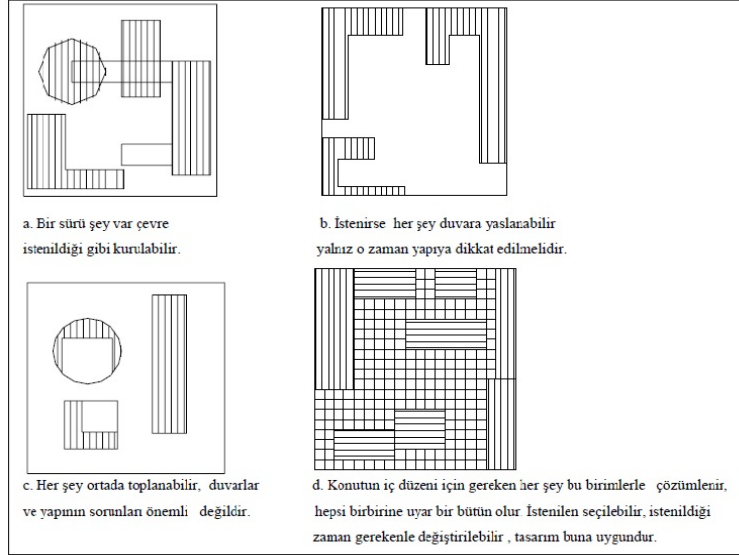 a. Bir sürü şey var çevre
istenildiği gibi kurulabilir.
b. İstenirse her şey duvara yaslanabilir
yalnız o zaman yapıya dikkat edilmelidir.
c. Her şey ortada toplanabilir, duvarlar
ve yapının sorunları önemli değildir.
d. Konutun iç düzeni için gereken her şey bu birimlerle çözümlenir,
hepsi birbirine uyar bir bütün olur. İstenilen seçilebilir, istenildiği
zaman gerekenle değiştirilebilir , tasarım buna uygundur.